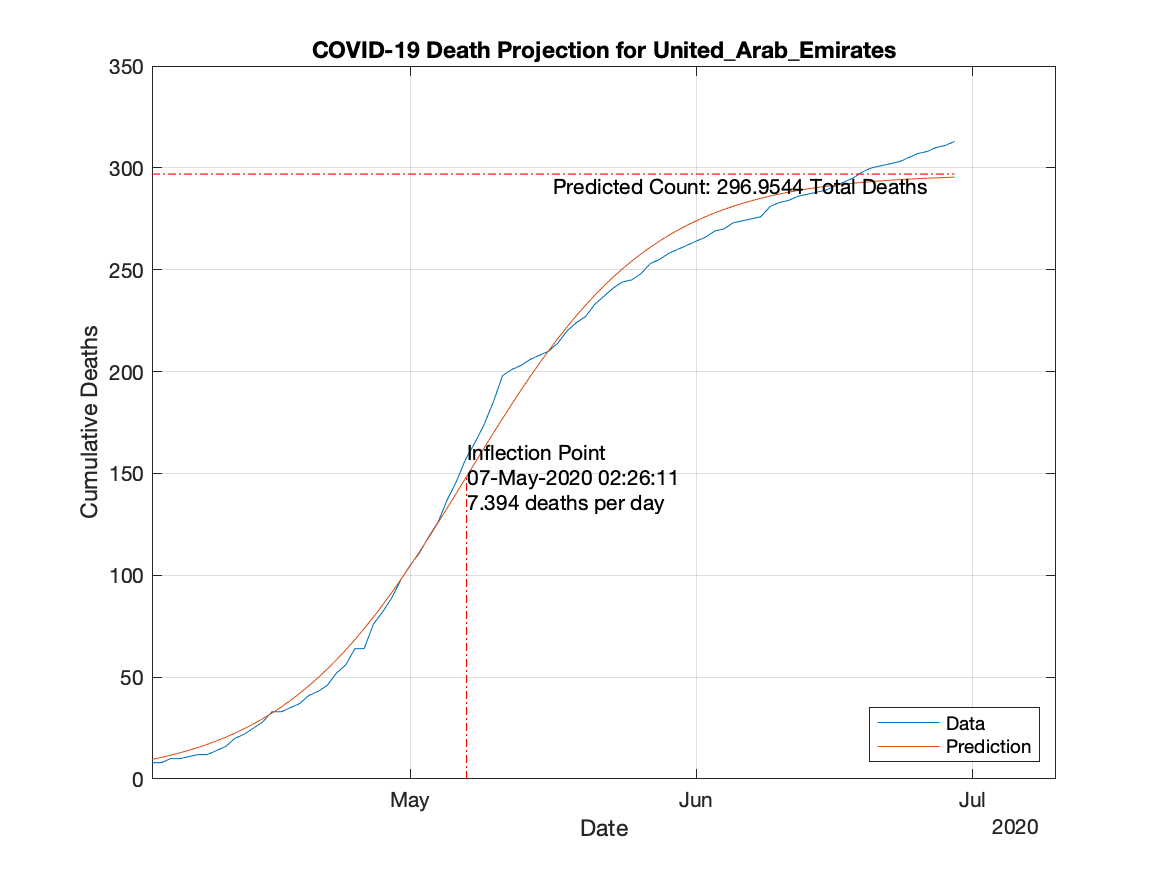 COVID-19 Death Projection for United_Arab_Emirates
350
300
250
200
150
100
50
0
Cumulative Deaths
Predicted Count: 296.9544 Total Deaths
Inflection Point
07-May-2020 02:26:11
7.394 deaths per day
Data
Prediction
May
Jun
Jul
Date
2020